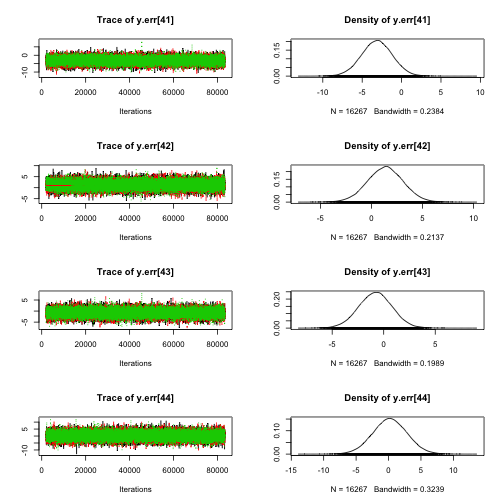 Trace of y.err[41]
0
-10
0 20000 40000 60000 80000
Iterations
Density of y.err[41]
0.15
0.00
-10 -5 0 5 10
N = 16267 Bandwidth = 0.2384
Trace of y.err[42]
5
-5
0 20000 40000 60000 80000
Iterations
Density of y.err[42]
0.15
0.00
-5 0 5 10
N = 16267 Bandwidth = 0.2137
Trace of y.err[43]
5
-5
0 20000 40000 60000 80000
Iterations
Density of y.err[43]
0.20
0.00
-5 0 5
N = 16267 Bandwidth = 0.1989
Trace of y.err[44]
5
-10
0 20000 40000 60000 80000
Iterations
Density of y.err[44]
0.10
0.00
-15 -10 -5 0 5 10
N = 16267 Bandwidth = 0.3239